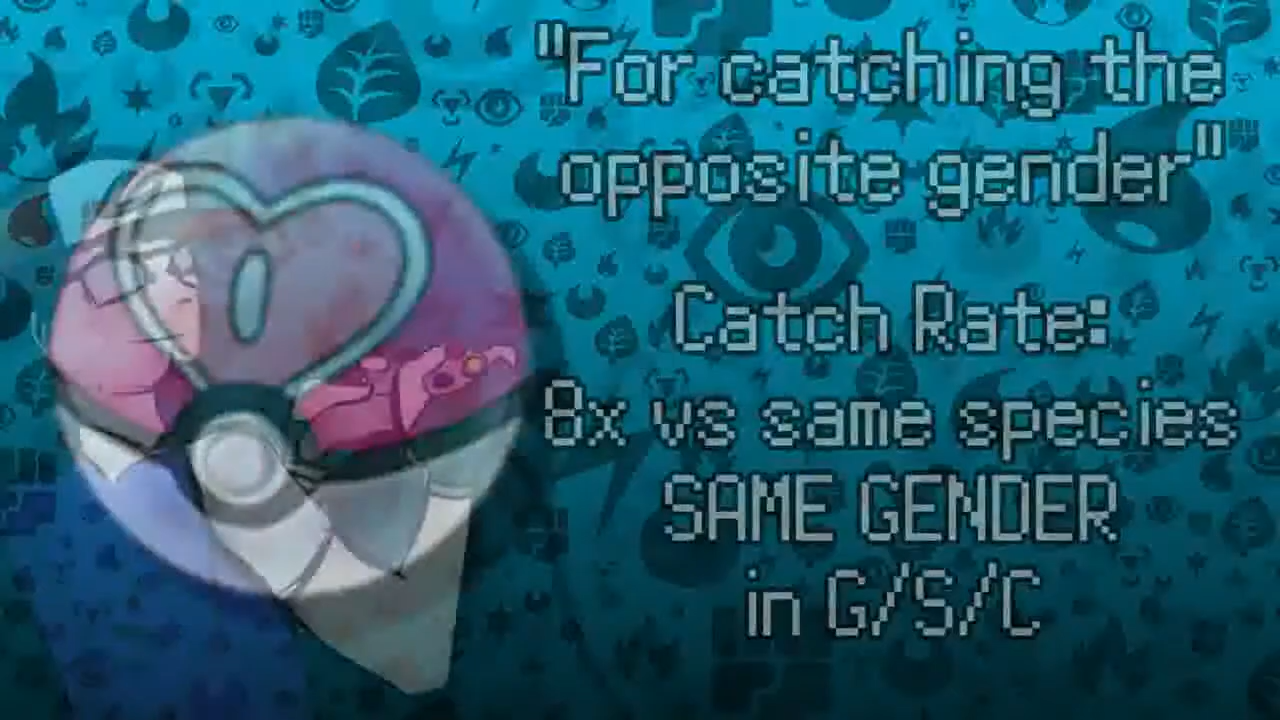 "For catching the
opposite gender"
Catch Rate:
8x vs same species
SAME GENDER
in G/S/C